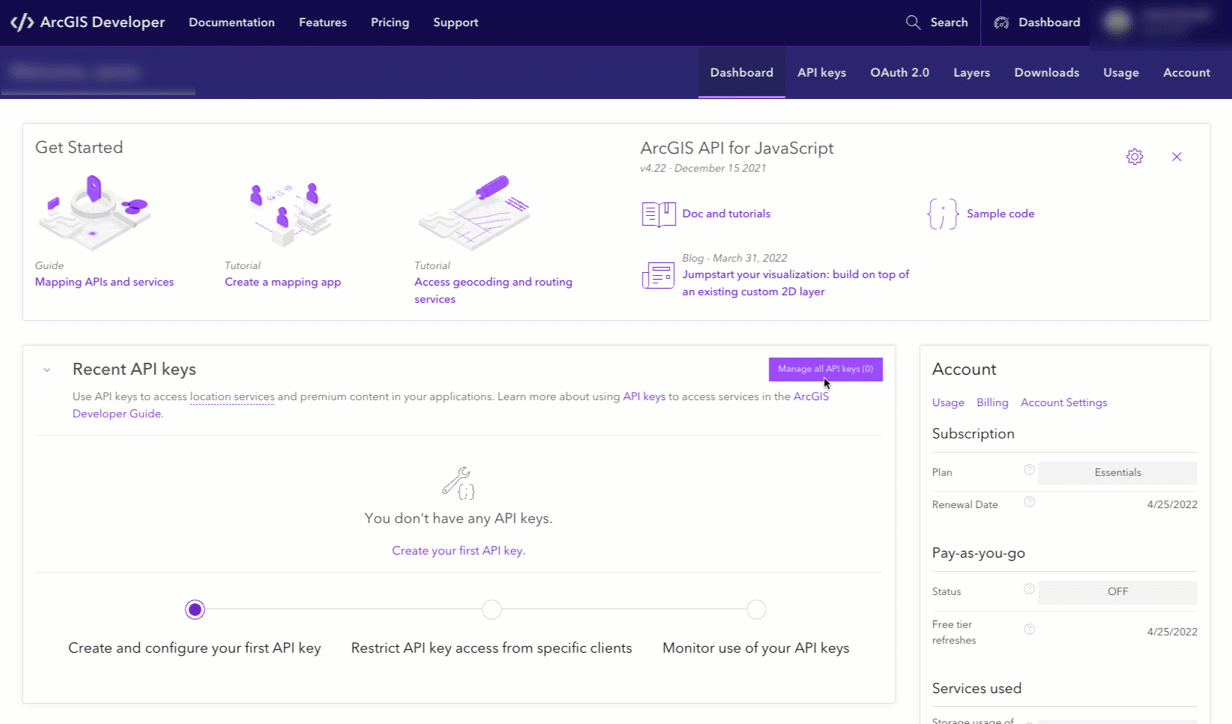 </> ArcGIS Developer
Documentation
Features
Pricing
Support
Search
Dashboard
Dashboard
API keys
OAuth 2.0
Layers
Downloads
Usage
Account
Get Started
Guide
Mapping APIs and services
Tutorial
Create a mapping app
Tutorial
Access geocoding and routing
services
ArcGIS API for JavaScript
v4.22 · December 15 2021
Doc and tutorials
Sample code
Blog - March 31, 2022
Jumpstart your visualization: build on top of
an existing custom 2D layer
Recent API keys
Manage all API keys (0)
Use API keys to access location services and premium content in your applications. Learn more about using API keys to access services in the ArcGIS
Developer Guide.
You don't have any API keys.
Create your first API key.
Create and configure your first API key
Restrict API key access from specific clients
Monitor use of your API keys
Account
Usage
Billing
Account Settings
Subscription
Plan
Essentials
Renewal Date
4/25/2022
Pay-as-you-go
Status
OFF
Free tier
refreshes
4/25/2022
Services used
Storage usage of